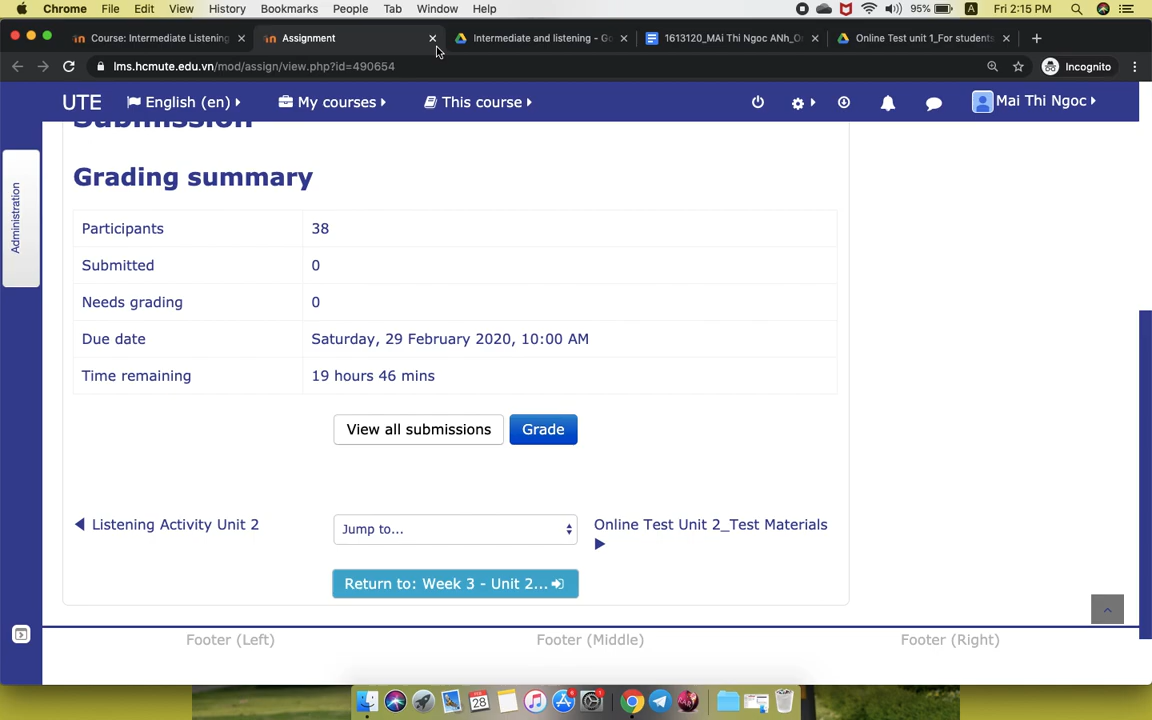 Chrome File Edit View History Bookmarks People Tab Window Help 95% A Fri 2:15 PM
Course: Intermediate Listening Assignment Intermediate and listening - Go 1613120_MAi Thi Ngoc ANh_O Online Test unit 1_For students
lms.hcmute.edu.vn/mod/assign/view.php?id=490654 Incognito
UTE English (en) My courses This course Mai Thi Ngoc
Submission
Administration
Grading summary
Participants 38
Submitted 0
Needs grading 0
Due date Saturday, 29 February 2020, 10:00 AM
Time remaining 19 hours 46 mins
View all submissions Grade
Listening Activity Unit 2 Jump to... Online Test Unit 2_Test Materials
Return to: Week 3 - Unit 2...
Footer (Left) Footer (Middle) Footer (Right)